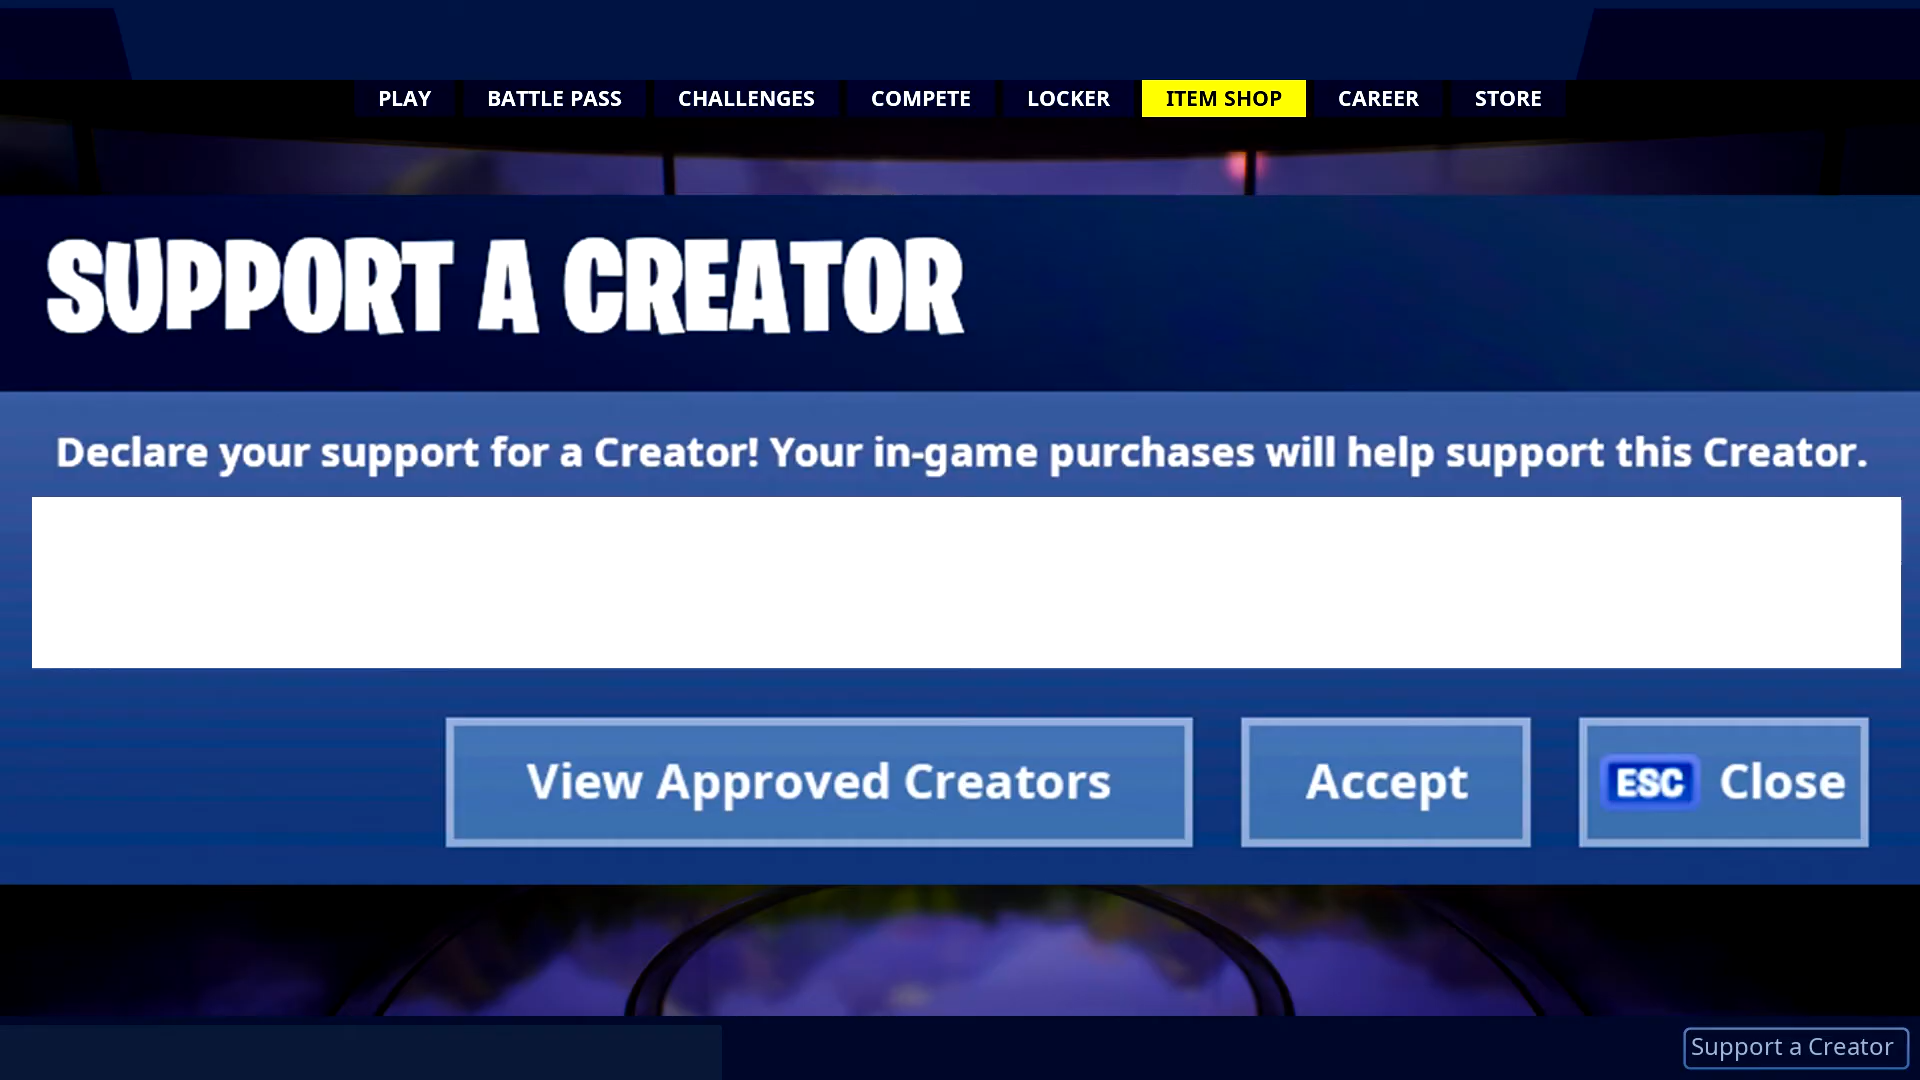 PLAY BATTLE PASS CHALLENGES COMPETE LOCKER ITEM SHOP CAREER STORE
SUPPORT A CREATOR
Declare your support for a Creator! Your in-game purchases will help support this Creator.
View Approved Creators Accept ESC Close
Support a Creator